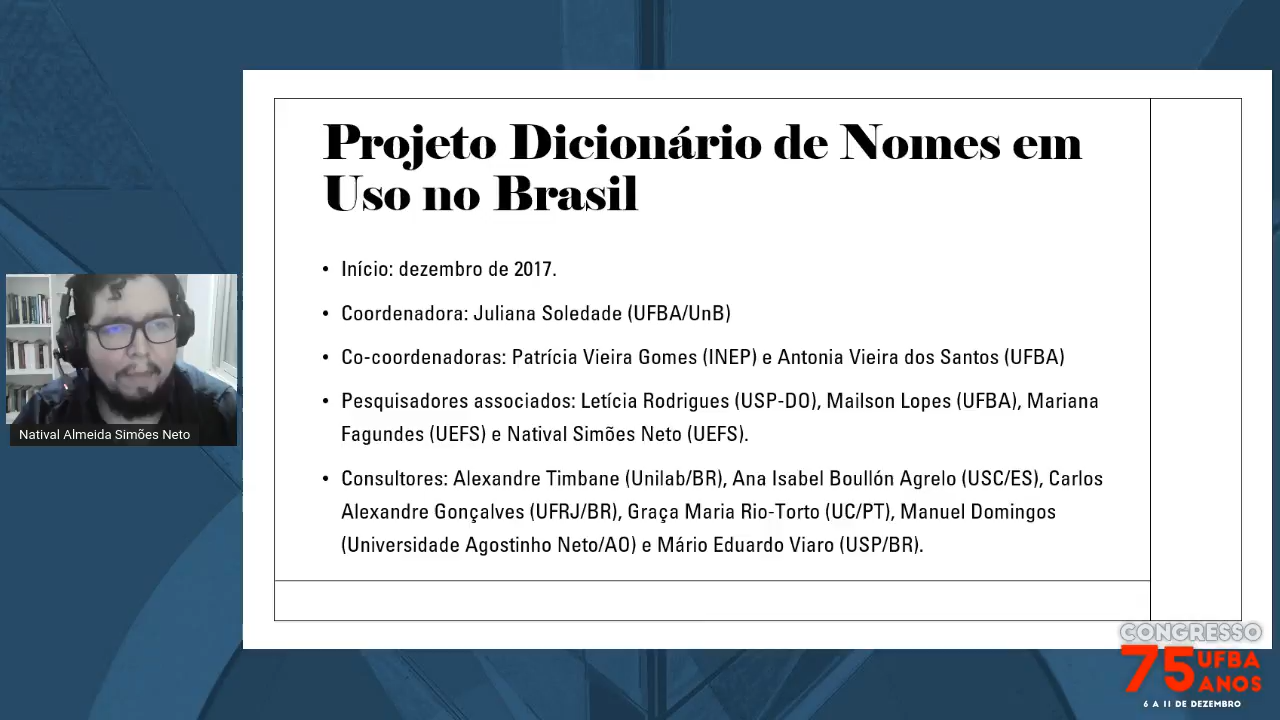 Projeto Dicionário de Nomes em
Uso no Brasil
• Início: dezembro de 2017.
• Coordenadora: Juliana Soledade (UFBA/UnB)
• Co-coordenadoras: Patrícia Vieira Gomes (INEP) e Antonia Vieira dos Santos (UFBA)
• Pesquisadores associados: Letícia Rodrigues (USP-DO), Mailson Lopes (UFBA), Mariana
Fagundes (UEFS) e Natival Simões Neto (UEFS).
• Consultores: Alexandre Timbane (Unilab/BR), Ana Isabel Boullón Agrelo (USC/ES), Carlos
Alexandre Gonçalves (UFRJ/BR), Graça Maria Rio-Torto (UC/PT), Manuel Domingos
(Universidade Agostinho Neto/AO) e Mário Eduardo Viaro (USP/BR).
Natival Almeida Simões Neto
CONGRESSO
75 UFBA
ANOS
6 A 11 DE DEZEMBRO